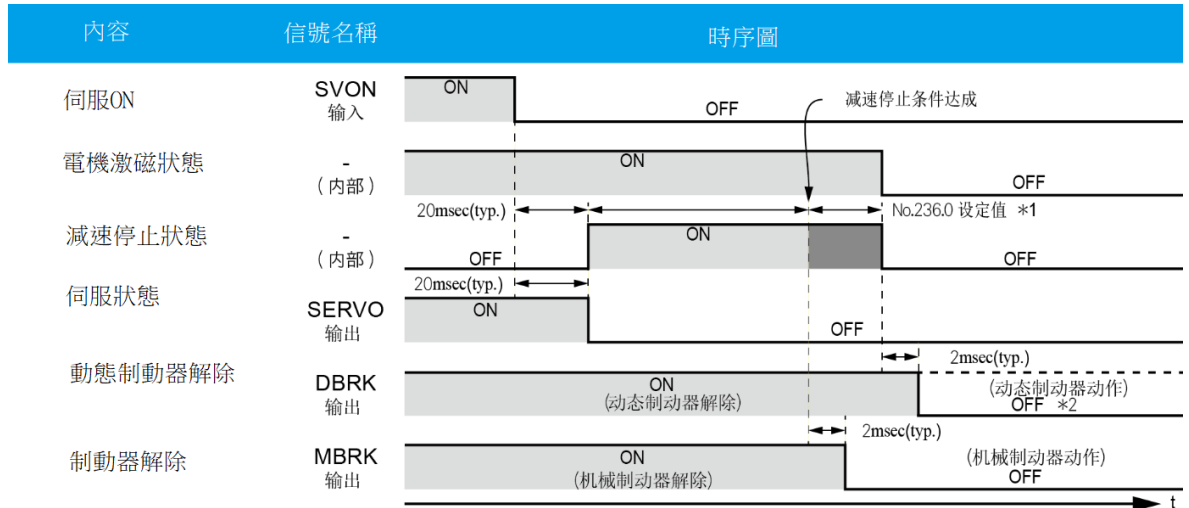 內容 信號名稱 時序圖
伺服ON SVON ON
输入 OFF 减速停止条件达成
電機激磁狀態 - ON
(内部) OFF
20msec(typ.) No.236.0 设定值 *1
減速停止狀態 - ON
(内部) OFF OFF
20msec(typ.)
伺服狀態 SERVO ON
输出 OFF
2msec(typ.)
動態制動器解除 DBRK ON (动态制动器动作)
输出 (动态制动器解除) OFF *2
2msec(typ.)
制動器解除 MBRK ON (机械制动器动作)
输出 (机械制动器解除) OFF
t